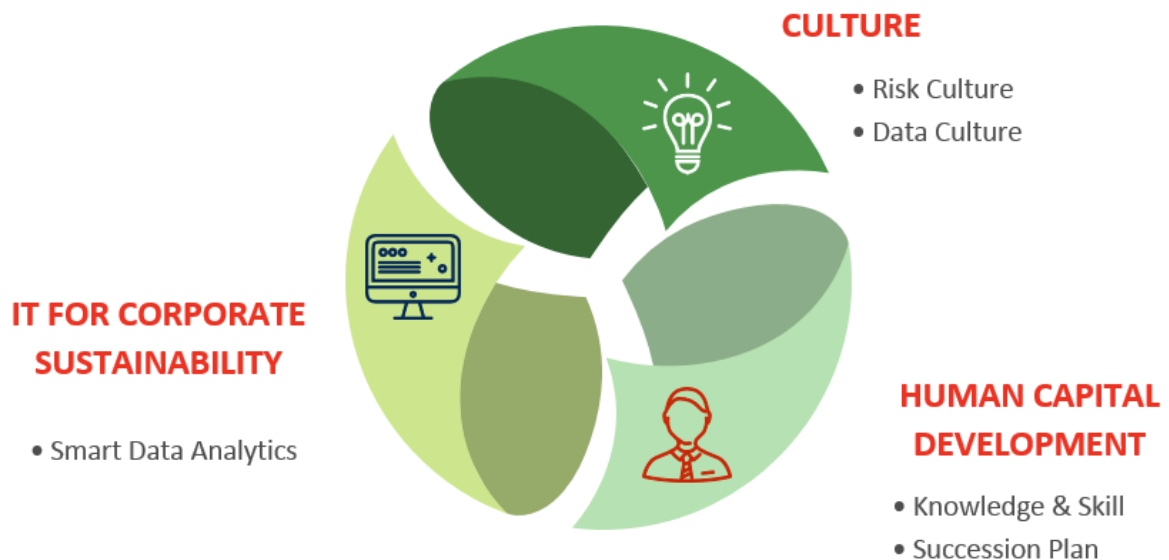 CULTURE
• Risk Culture
• Data Culture
IT FOR CORPORATE
SUSTAINABILITY
• Smart Data Analytics
HUMAN CAPITAL
DEVELOPMENT
• Knowledge & Skill
• Succession Plan